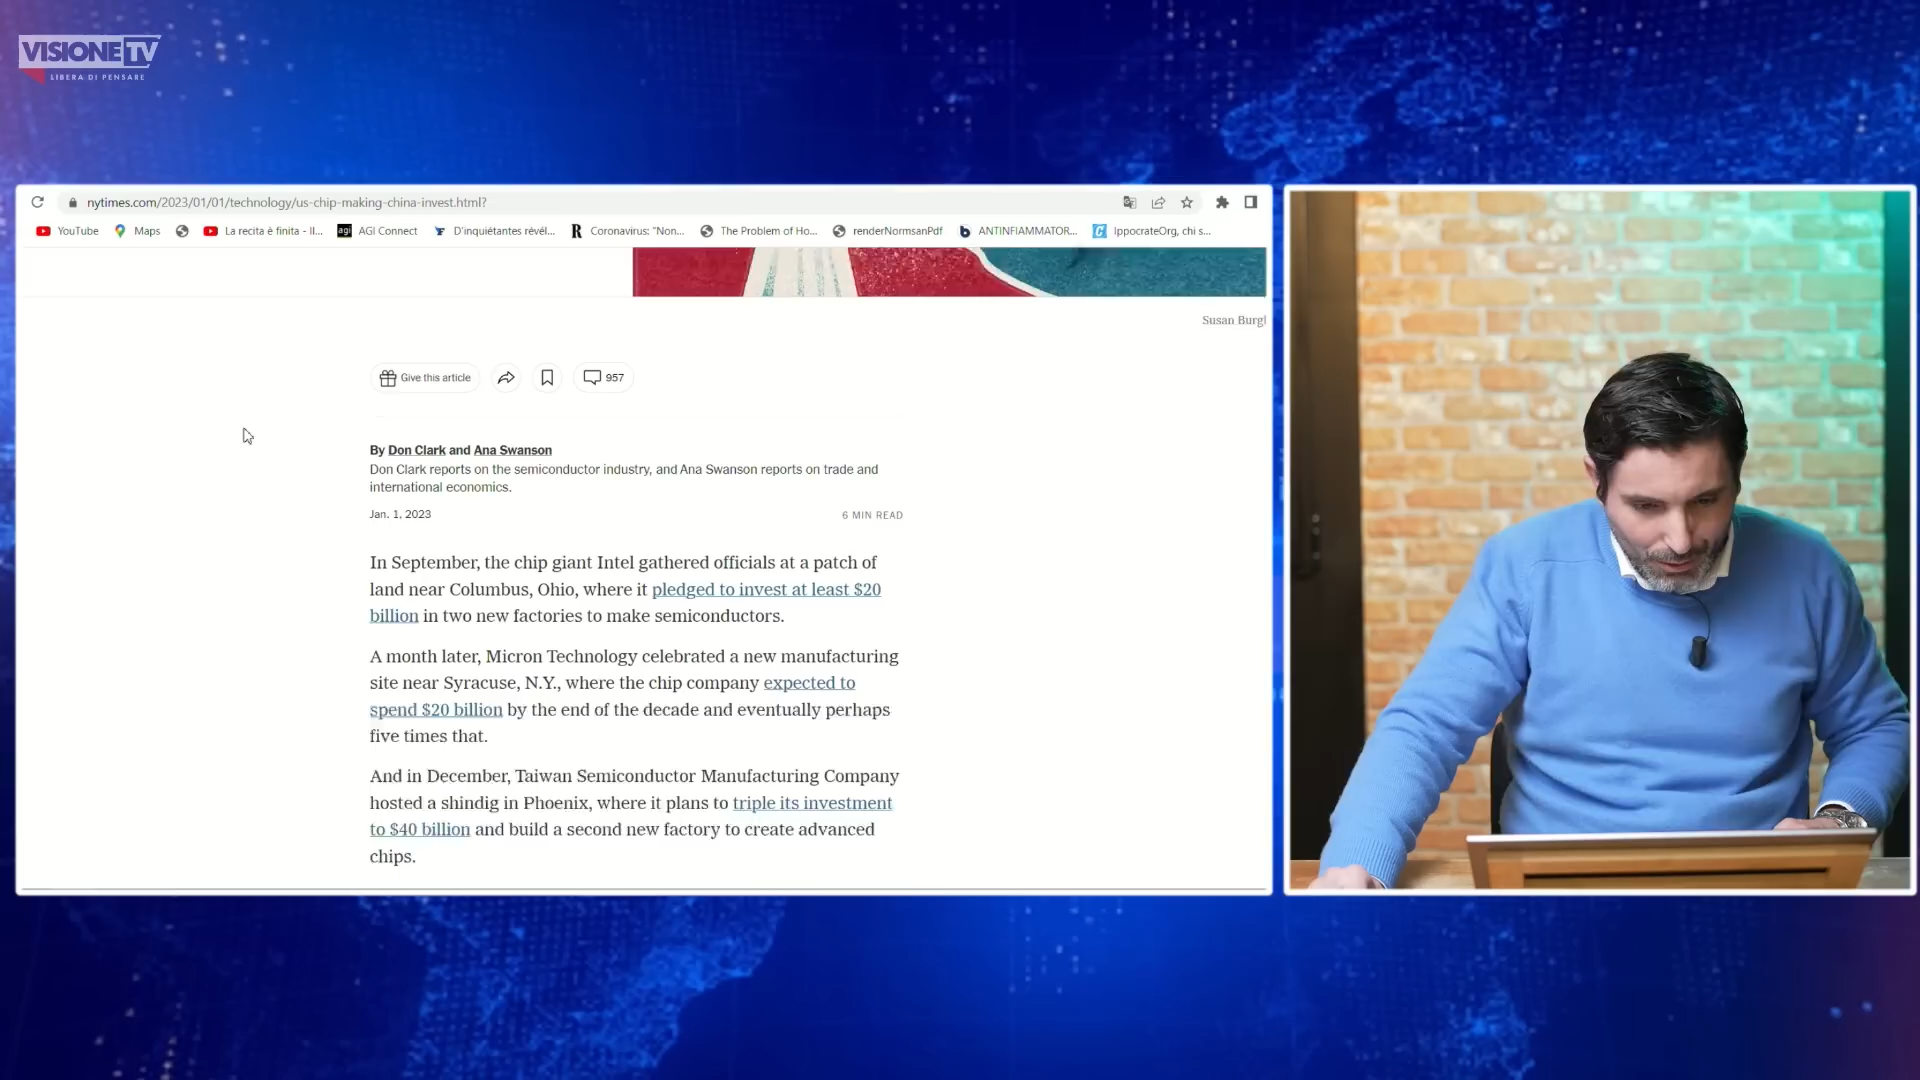 VISIONE TV
LIBERA DI PENSARE
nytimes.com/2023/01/01/technology/us-chip-making-china-invest.html?
YouTube
Maps
La recita è finita - Il...
agi
AGI Connect
D'inquiétantes révél...
R
Coronavirus: "Non...
The Problem of Ho...
renderNormsanPdf
b
ANTINFIAMMATOR...
IppocrateOrg, chi s...
Susan Burgl
Give this article
957
By Don Clark and Ana Swanson
Don Clark reports on the semiconductor industry, and Ana Swanson reports on trade and
international economics.
Jan. 1, 2023
6 MIN READ
In September, the chip giant Intel gathered officials at a patch of
land near Columbus, Ohio, where it pledged to invest at least $20
billion in two new factories to make semiconductors.
A month later, Micron Technology celebrated a new manufacturing
site near Syracuse, N.Y., where the chip company expected to
spend $20 billion by the end of the decade and eventually perhaps
five times that.
And in December, Taiwan Semiconductor Manufacturing Company
hosted a shindig in Phoenix, where it plans to triple its investment
to $40 billion and build a second new factory to create advanced
chips.